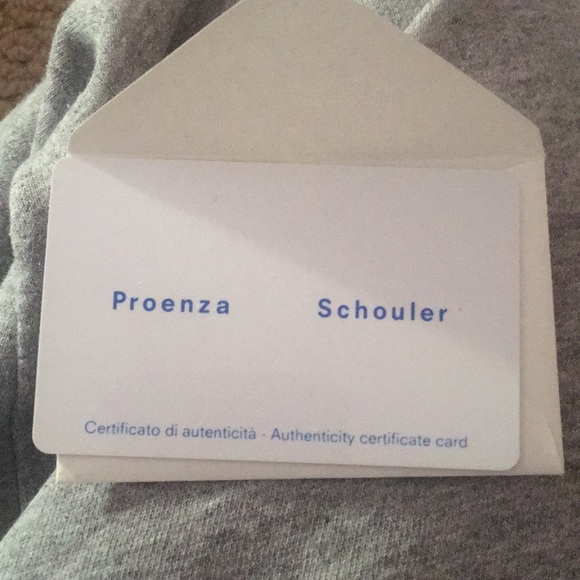 Proenza Schouler
Certificato di autenticità - Authenticity certificate card